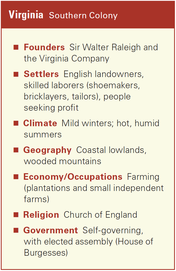 Virginia Southern Colony
■ Founders Sir Walter Raleigh and
the Virginia Company
■ Settlers English landowners,
skilled laborers (shoemakers,
bricklayers, tailors), people
seeking profit
■ Climate Mild winters; hot, humid
summers
■ Geography Coastal lowlands,
wooded mountains
■ Economy/Occupations Farming
(plantations and small independent
farms)
■ Religion Church of England
■ Government Self-governing,
with elected assembly (House of
Burgesses)